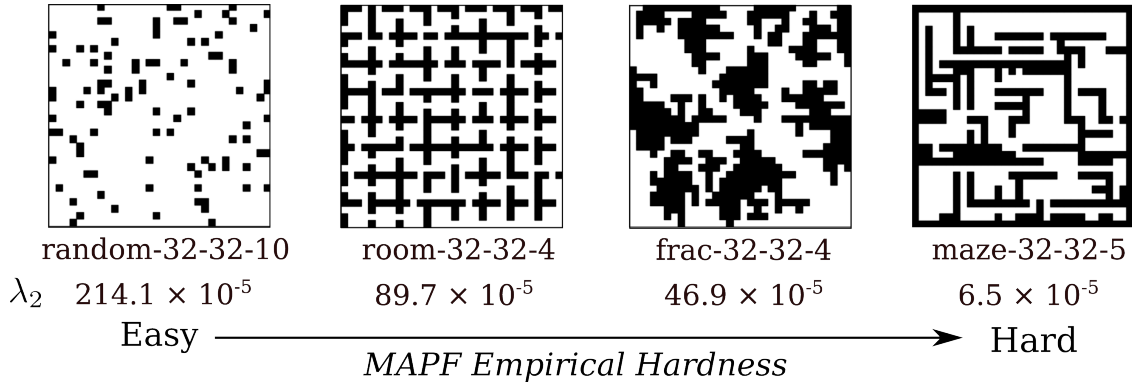 random-32-32-10 room-32-32-4 frac-32-32-4 maze-32-32-5
λ₂ 214.1 × 10⁻⁵ 89.7 × 10⁻⁵ 46.9 × 10⁻⁵ 6.5 × 10⁻⁵
Easy Hard
MAPF Empirical Hardness